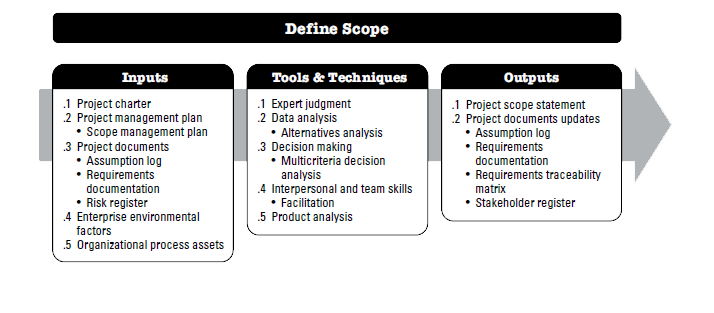 Define Scope
Inputs
.1 Project charter
.2 Project management plan
• Scope management plan
.3 Project documents
• Assumption log
• Requirements
documentation
• Risk register
.4 Enterprise environmental
factors
.5 Organizational process assets
Tools & Techniques
.1 Expert judgment
.2 Data analysis
• Alternatives analysis
.3 Decision making
• Multicriteria decision
analysis
.4 Interpersonal and team skills
• Facilitation
.5 Product analysis
Outputs
.1 Project scope statement
.2 Project documents updates
• Assumption log
• Requirements
documentation
• Requirements traceability
matrix
• Stakeholder register